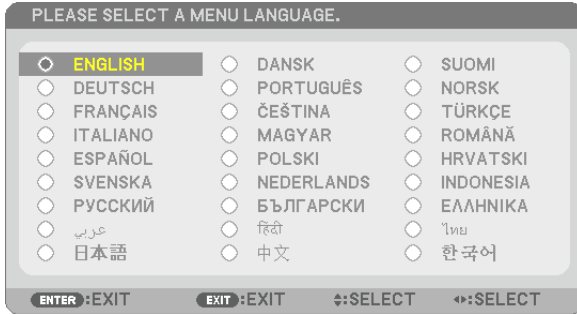 PLEASE SELECT A MENU LANGUAGE.
ENGLISH DANSK SUOMI
DEUTSCH PORTUGUÊS NORSK
FRANÇAIS ČEŠTINA TÜRKÇE
ITALIANO MAGYAR ROMÂNĂ
ESPAÑOL POLSKI HRVATSKI
SVENSKA NEDERLANDS INDONESIA
РУССКИЙ БЪЛГАРСКИ ΕΛΛΗΝΙΚΑ
عربي हिंदी ไทย
日本語 中文 한국어
ENTER:EXIT EXIT:EXIT :SELECT :SELECT